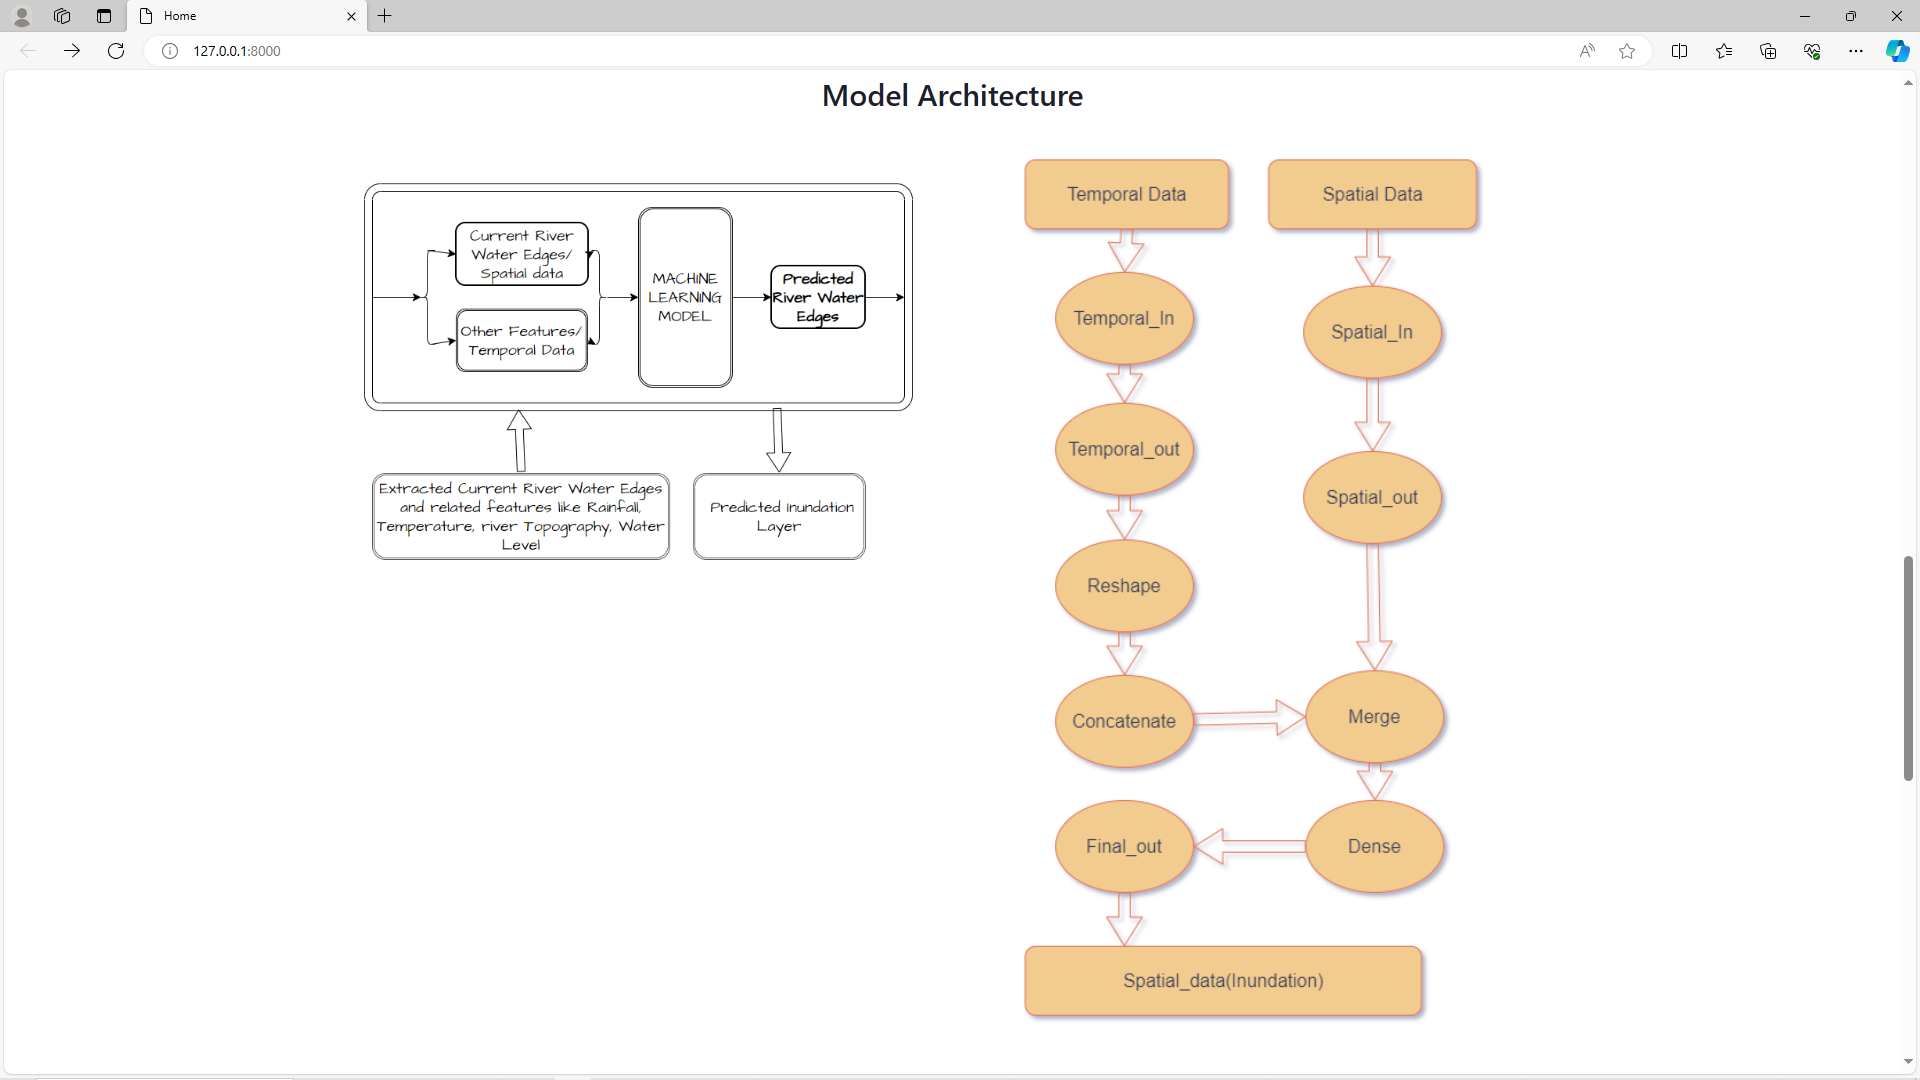 Home
127.0.0.1:8000
Model Architecture
Current River
Water Edges/
Spatial data
Other Features/
Temporal Data
MACHINE
LEARNING
MODEL
Predicted
River Water
Edges
Extracted Current River Water Edges
and related features like Rainfall,
Temperature, river Topography, Water
Level
Predicted Inundation
Layer
Temporal Data
Spatial Data
Temporal_In
Spatial_In
Temporal_out
Spatial_out
Reshape
Concatenate
Merge
Final_out
Dense
Spatial_data(Inundation)